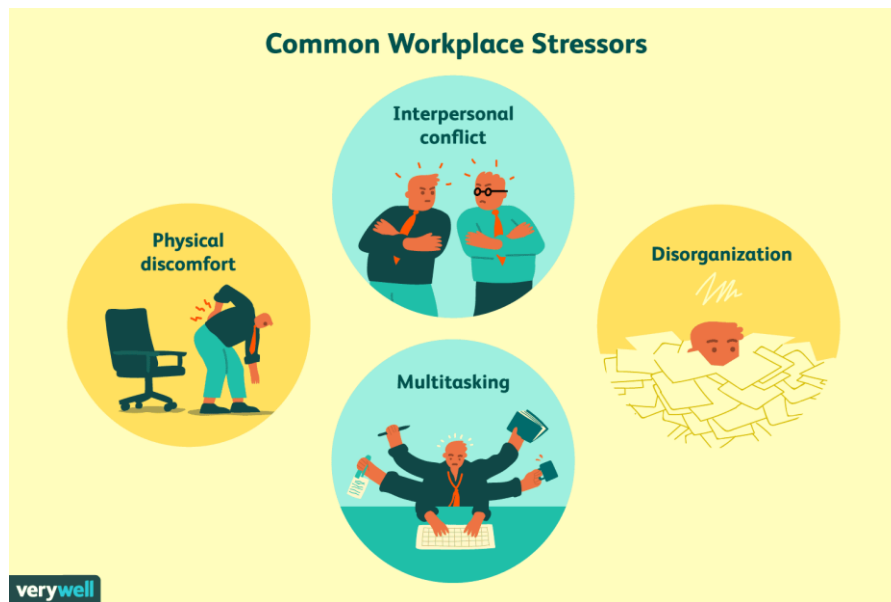 Common Workplace Stressors
Interpersonal
conflict
Physical
discomfort
Disorganization
Multitasking
verywell